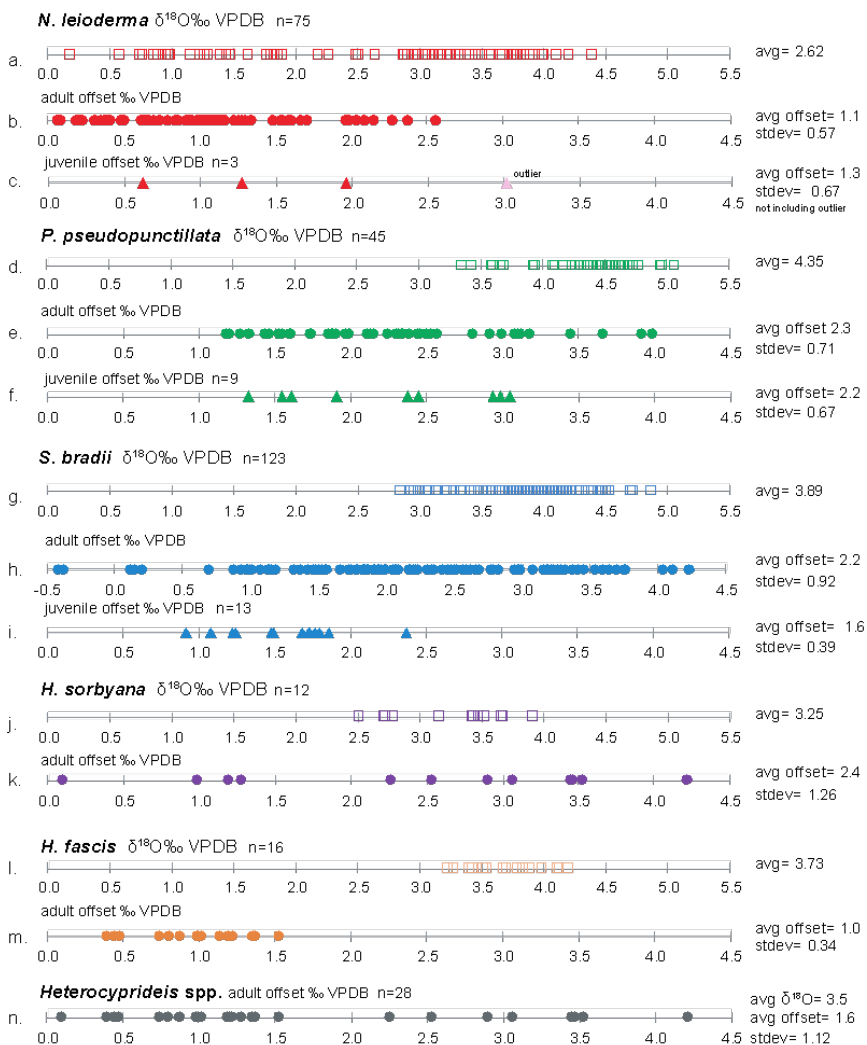 N. leioderma δ¹⁸O‰ VPDB n=75
a.
0.0 0.5 1.0 1.5 2.0 2.5 3.0 3.5 4.0 4.5 5.0 5.5
avg = 2.62
adult offset ‰ VPDB
b.
0.0 0.5 1.0 1.5 2.0 2.5 3.0 3.5 4.0 4.5
avg offset= 1.1
stdev = 0.57
juvenile offset ‰ VPDB n=3
outlier
c.
0.0 0.5 1.0 1.5 2.0 2.5 3.0 3.5 4.0 4.5
avg offset= 1.3
stdev = 0.67
not including outlier
P. pseudopunctillata δ¹⁸O‰ VPDB n=45
d.
0.0 0.5 1.0 1.5 2.0 2.5 3.0 3.5 4.0 4.5 5.0 5.5
avg= 4.35
adult offset ‰ VPDB
e.
0.0 0.5 1.0 1.5 2.0 2.5 3.0 3.5 4.0 4.5
avg offset 2.3
stdev= 0.71
juvenile offset ‰ VPDB n=9
f.
0.0 0.5 1.0 1.5 2.0 2.5 3.0 3.5 4.0 4.5
avg offset= 2.2
stdev= 0.67
S. bradii δ¹⁸O‰ VPDB n=123
g.
0.0 0.5 1.0 1.5 2.0 2.5 3.0 3.5 4.0 4.5 5.0 5.5
avg= 3.89
adult offset ‰ VPDB
h.
-0.5 0.0 0.5 1.0 1.5 2.0 2.5 3.0 3.5 4.0 4.5
avg offset= 2.2
stdev= 0.92
juvenile offset ‰ VPDB n=13
i.
0.0 0.5 1.0 1.5 2.0 2.5 3.0 3.5 4.0 4.5
avg offset= 1.6
stdev= 0.39
H. sorbyana δ¹⁸O‰ VPDB n=12
j.
0.0 0.5 1.0 1.5 2.0 2.5 3.0 3.5 4.0 4.5 5.0 5.5
avg= 3.25
adult offset ‰ VPDB
k.
0.0 0.5 1.0 1.5 2.0 2.5 3.0 3.5 4.0 4.5
avg offset= 2.4
stdev= 1.26
H. fascis δ¹⁸O‰ VPDB n=16
l.
0.0 0.5 1.0 1.5 2.0 2.5 3.0 3.5 4.0 4.5 5.0 5.5
avg= 3.73
adult offset ‰ VPDB
m.
0.0 0.5 1.0 1.5 2.0 2.5 3.0 3.5 4.0 4.5
avg offset= 1.0
stdev= 0.34
Heterocyprideis spp. adult offset ‰ VPDB n=28
n.
0.0 0.5 1.0 1.5 2.0 2.5 3.0 3.5 4.0 4.5
avg δ¹⁸O= 3.5
avg offset= 1.6
stdev= 1.12